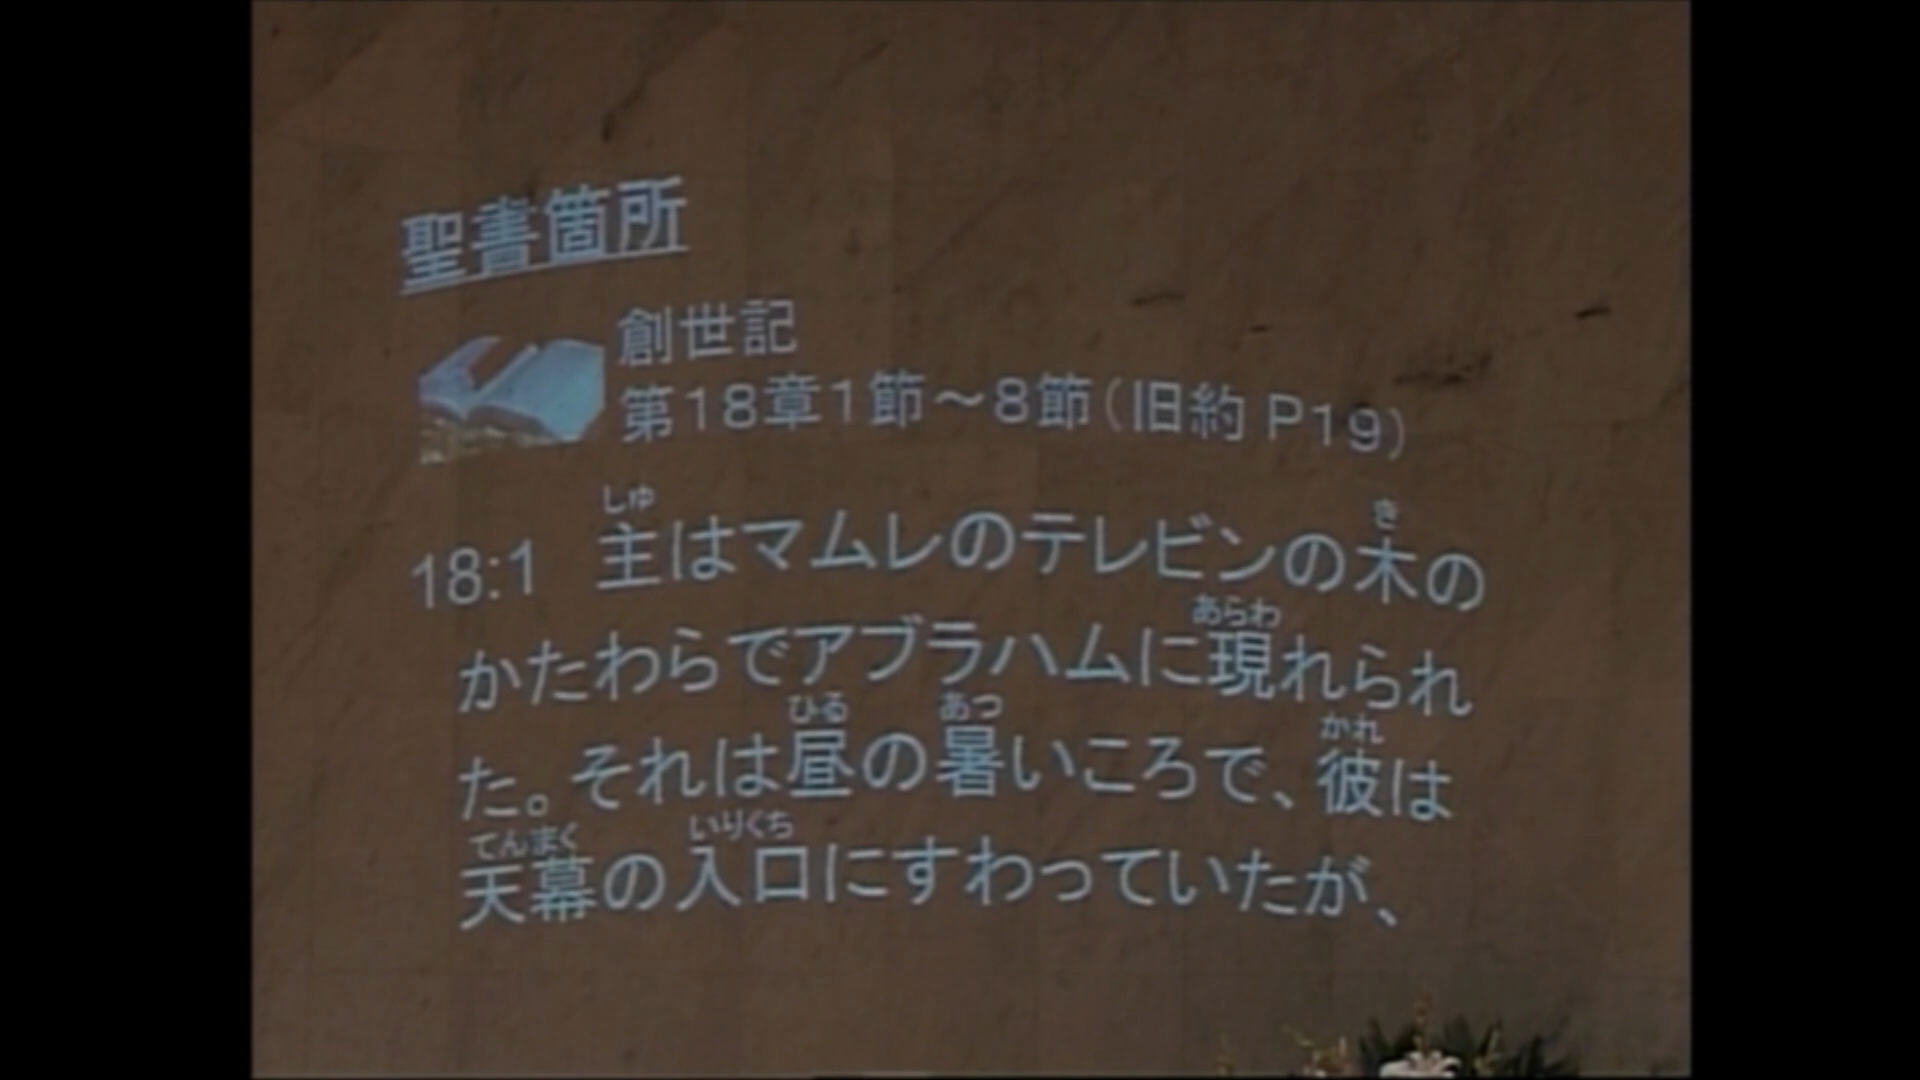 聖書箇所
創世記
第18章1節～8節（旧約 P19）
しゅ き
18:1 主はマムレのテレビンの木の
あらわ
かたわらでアブラハムに現れられ
ひる あつ かれ
た。それは昼の暑いころで、彼は
てんまく いりくち
天幕の入口にすわっていたが、